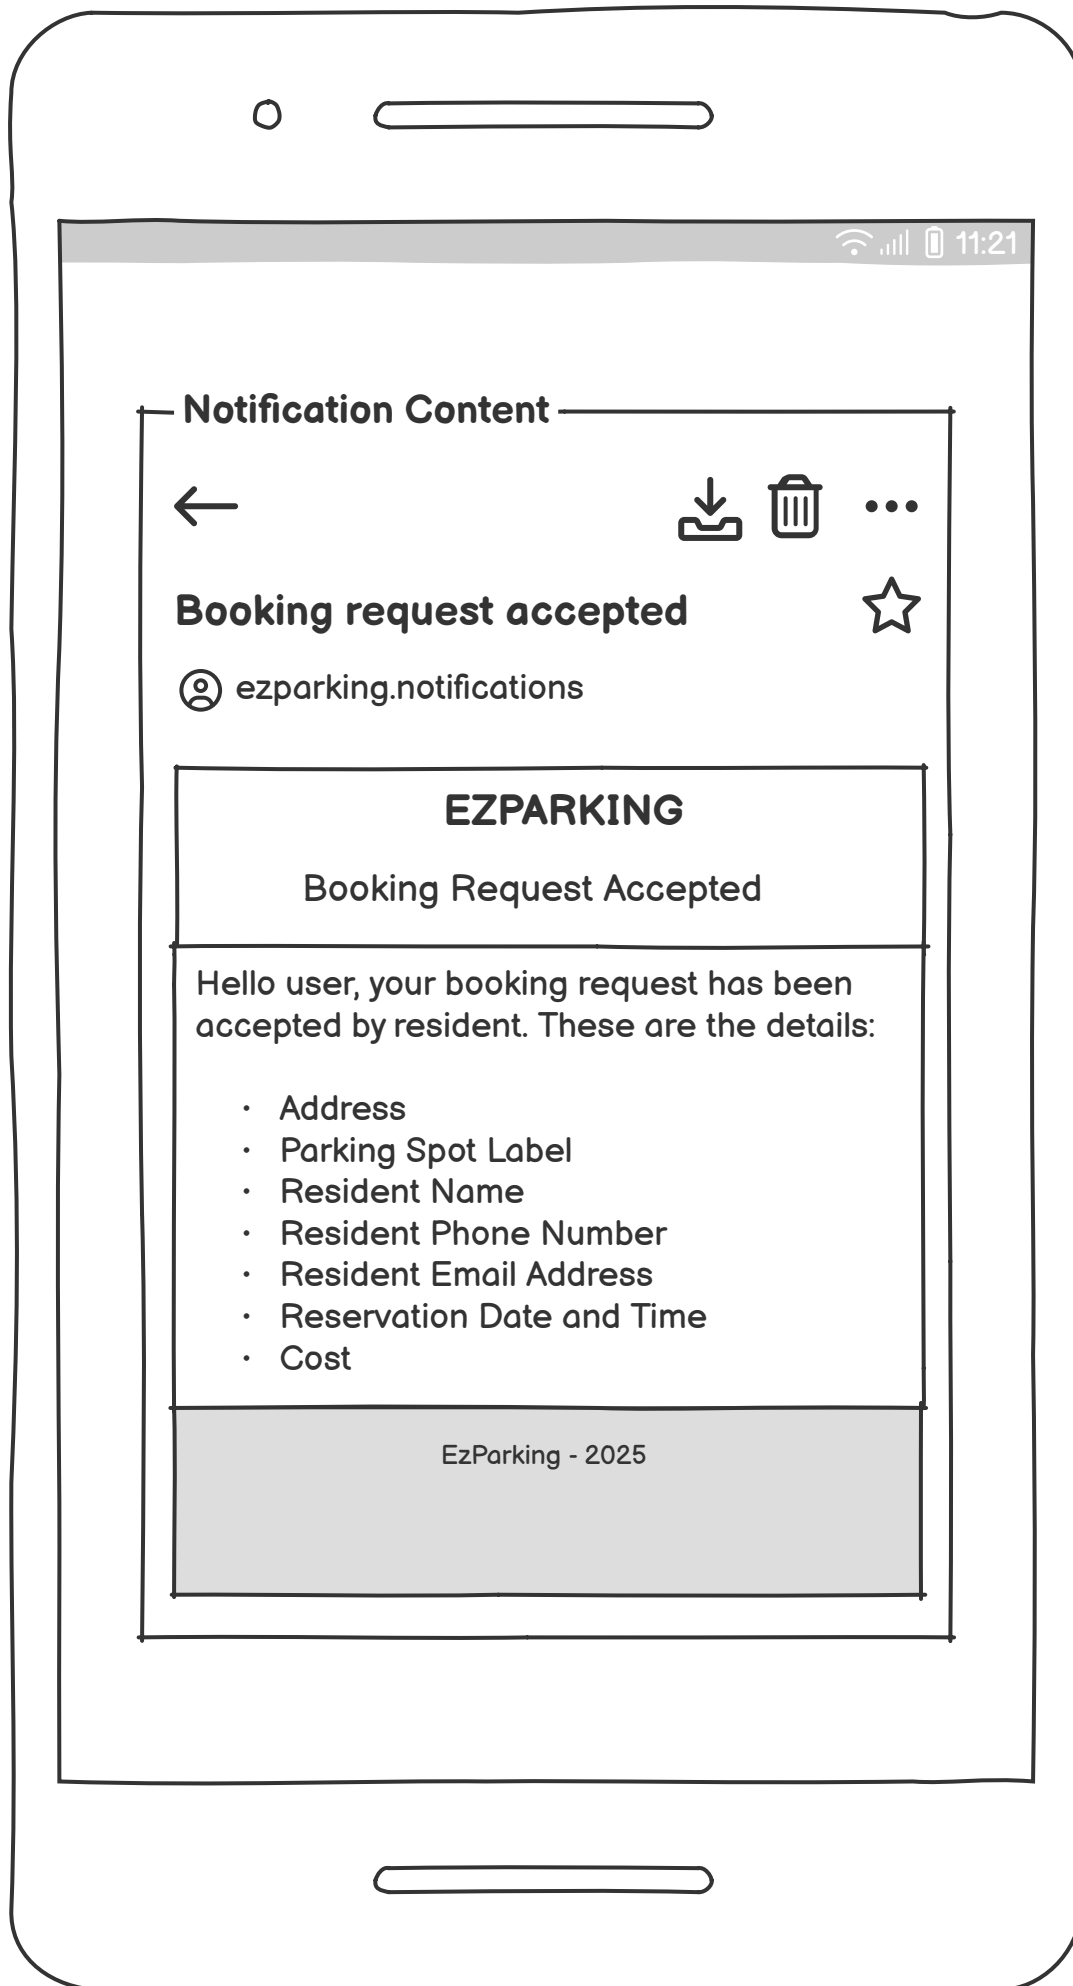 11:21
Notification Content
Booking request accepted
ezparking.notifications
EZPARKING
Booking Request Accepted
Hello user, your booking request has been
accepted by resident. These are the details:
· Address
· Parking Spot Label
· Resident Name
· Resident Phone Number
· Resident Email Address
· Reservation Date and Time
· Cost
EzParking - 2025